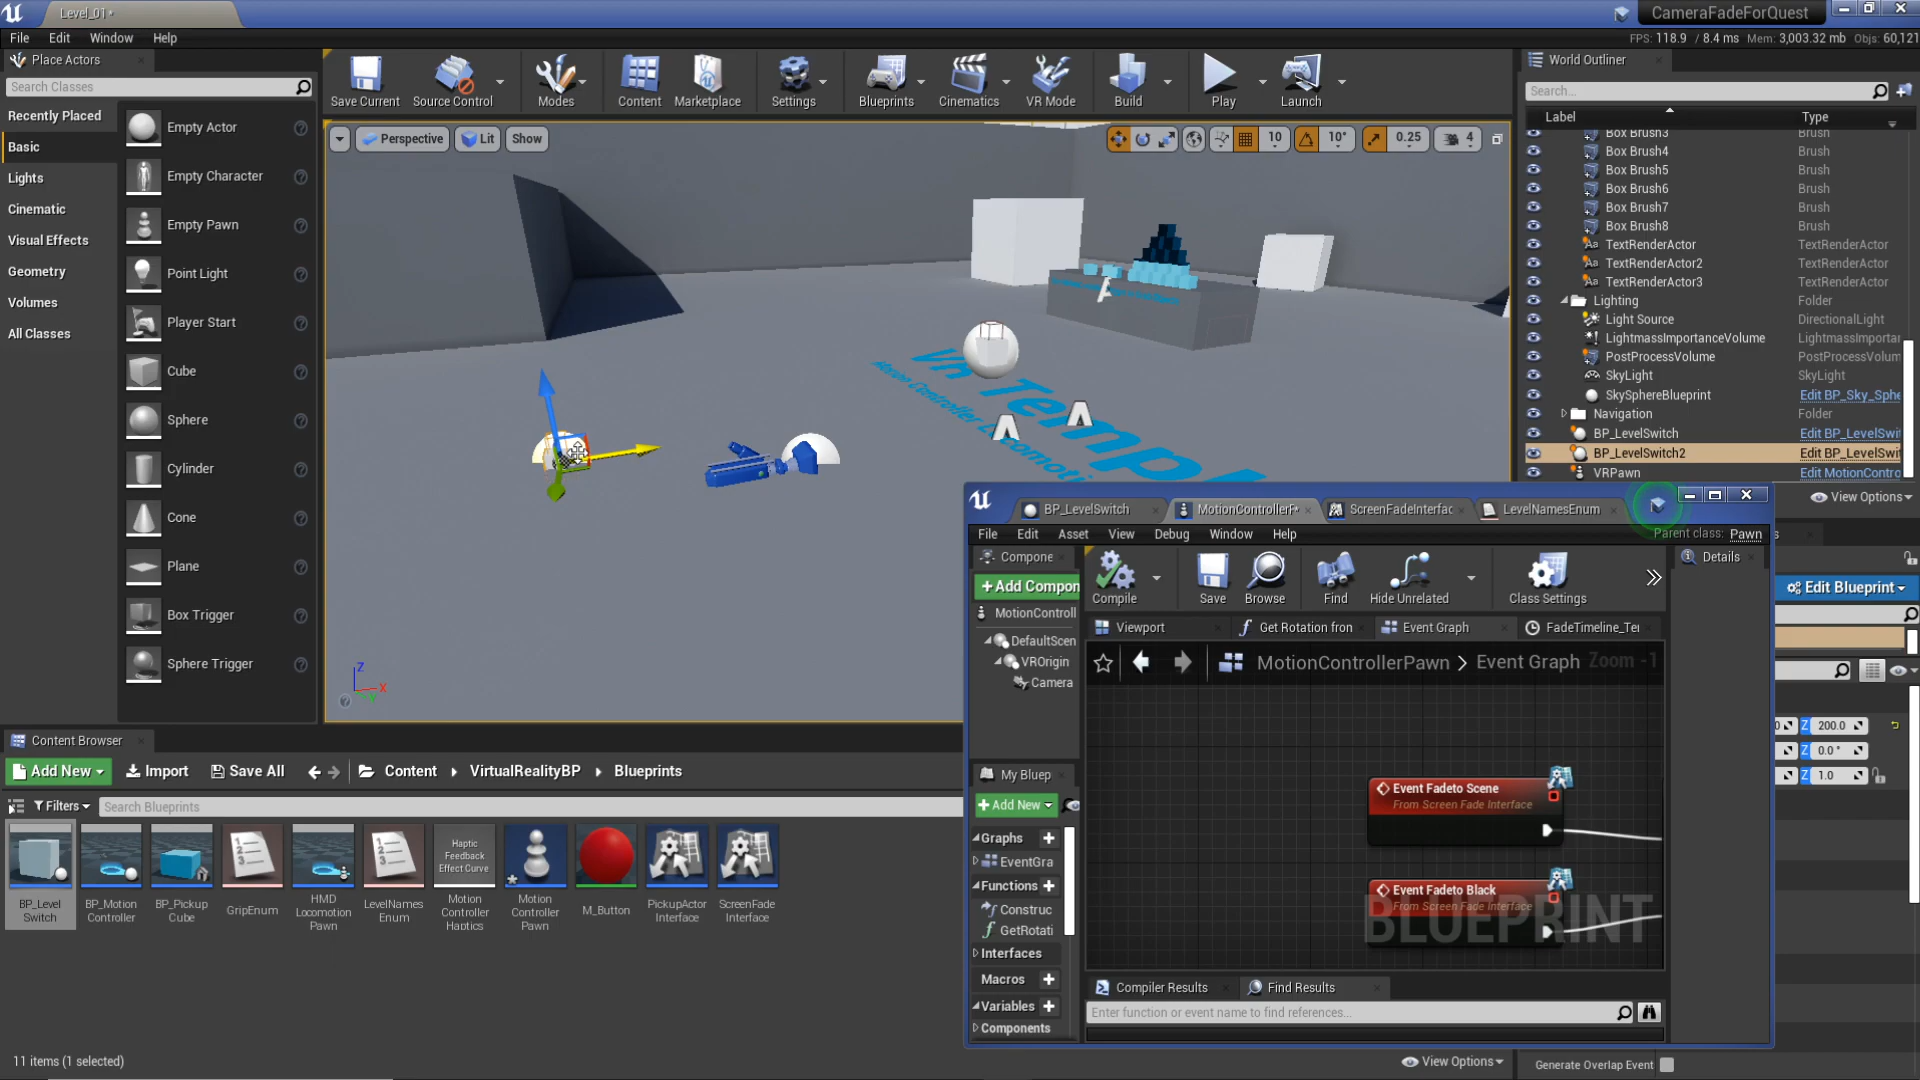 Level_01*
CameraFadeForQuest
File Edit Window Help
FPS: 118.9 / 8.4 ms Mem: 3,003.32 mb Objs: 60,121
Place Actors
Search Classes
Recently Placed
Basic
Lights
Cinematic
Visual Effects
Geometry
Volumes
All Classes
Empty Actor
Empty Character
Empty Pawn
Point Light
Player Start
Cube
Sphere
Cylinder
Cone
Plane
Box Trigger
Sphere Trigger
Save Current
Source Control
Modes
Content
Marketplace
Settings
Blueprints
Cinematics
VR Mode
Build
Play
Launch
Perspective
Lit
Show
10
10°
0.25
4
VR Templ
Z
X
Y
World Outliner
Search...
Label Type
Box Brush3 Brush
Box Brush4 Brush
Box Brush5 Brush
Box Brush6 Brush
Box Brush7 Brush
Box Brush8 Brush
TextRenderActor TextRenderActor
TextRenderActor2 TextRenderActor
TextRenderActor3 TextRenderActor
Lighting Folder
Light Source DirectionalLight
LightmassImportanceVolume LightmassImportar
PostProcessVolume PostProcessVolum
SkyLight SkyLight
SkySphereBlueprint Edit BP_Sky_Sphe
Navigation Folder
BP_LevelSwitch Edit BP_LevelSwit
BP_LevelSwitch2 Edit BP_LevelSwit
VRPawn Edit MotionContro
View Options
Edit Blueprint
Z 200.0
0.0°
1.0
Generate Overlap Event
BP_LevelSwitch
MotionControllerP*
ScreenFadeInterfac
LevelNamesEnum
File Edit Asset View Debug Window Help
Parent class: Pawn
Compone
+Add Compon
MotionControll
DefaultScen
VROrigin
Camera
My Bluep
+Add New
Graphs
EventGra
Functions
Construc
GetRotati
Interfaces
Macros
Variables
Components
Compile
Save
Browse
Find
Hide Unrelated
Class Settings
Details
Viewport
Get Rotation fron
Event Graph
FadeTimeline_Te
MotionControllerPawn > Event Graph Zoom -1
Event Fadeto Scene
From Screen Fade Interface
Event Fadeto Black
From Screen Fade Interface
BLUEPRINT
Compiler Results
Find Results
Enter function or event name to find references...
Content Browser
Add New
Import
Save All
Content
VirtualRealityBP
Blueprints
Filters
Search Blueprints
BP_Level Switch
BP_Motion Controller
BP_Pickup Cube
GripEnum
HMD Locomotion Pawn
LevelNames Enum
Haptic Feedback Effect Curve
Motion Controller Haptics
Motion Controller Pawn
M_Button
PickupActor Interface
ScreenFade Interface
11 items (1 selected)
View Options